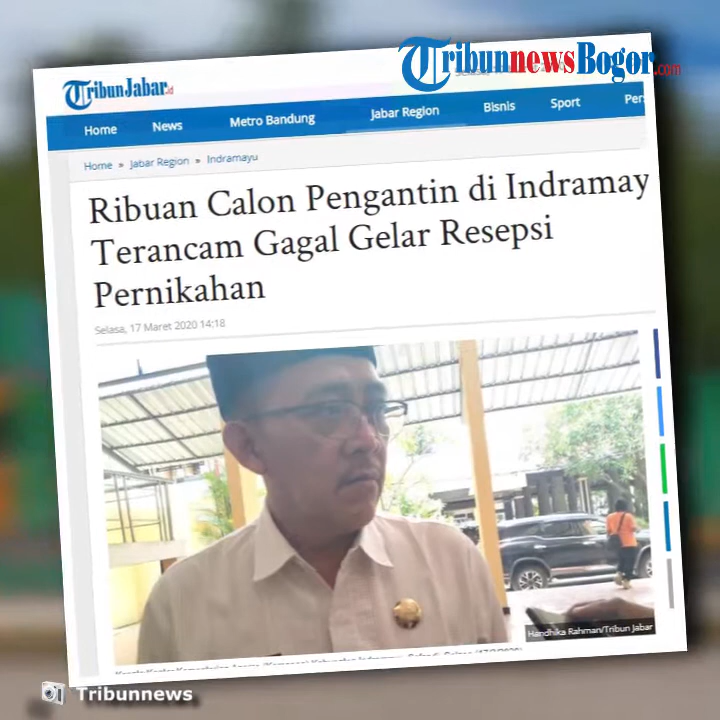 TribunnewsBogor.com
TribunJabar.id
Home News Metro Bandung Jabar Region Bisnis Sport
Home » Jabar Region » Indramayu
Ribuan Calon Pengantin di Indramay
Terancam Gagal Gelar Resepsi
Pernikahan
Selasa, 17 Maret 2020 14:18
Handhika Rahman/Tribun Jabar
Tribunnews